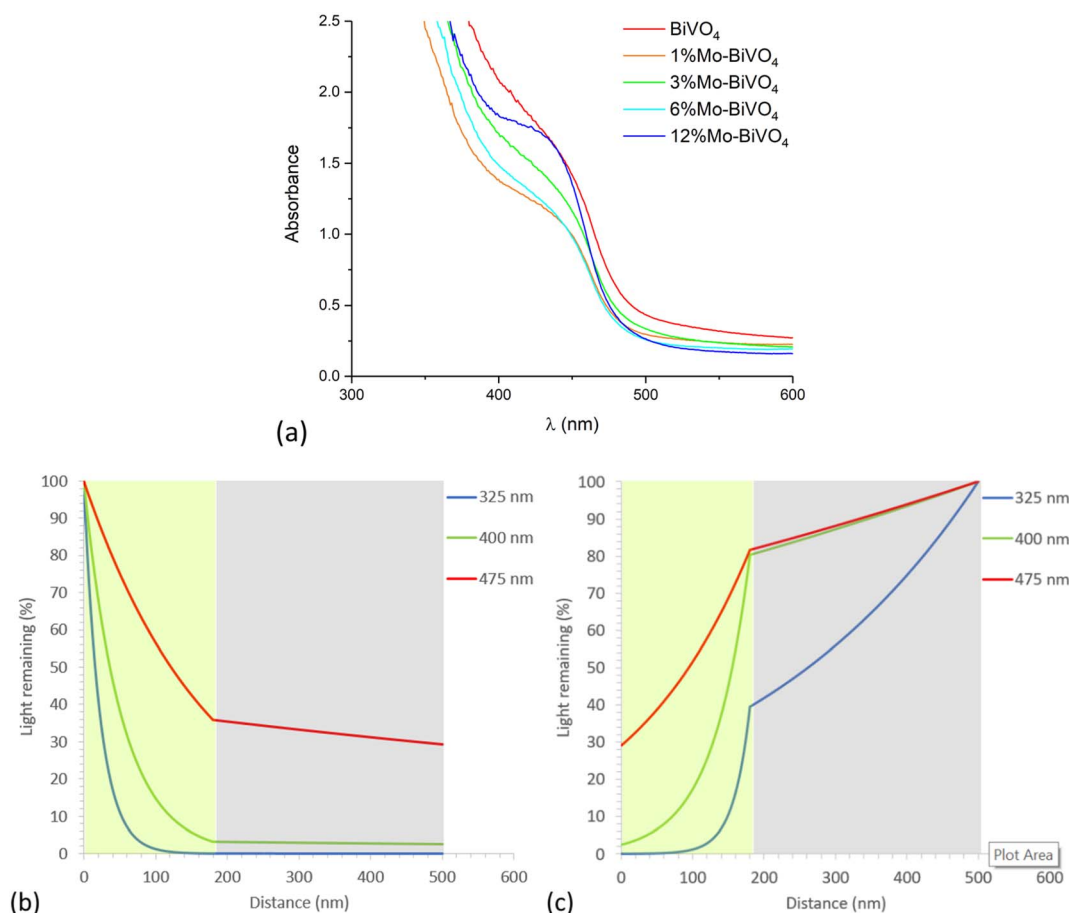 2.5
2.0
1.5
1.0
0.5
0.0
Absorbance
300
400
500
600
λ (nm)
BiVO₄
1%Mo-BiVO₄
3%Mo-BiVO₄
6%Mo-BiVO₄
12%Mo-BiVO₄
(a)
100
90
80
70
60
50
40
30
20
10
0
Light remaining (%)
0
100
200
300
400
500
600
Distance (nm)
325 nm
400 nm
475 nm
(b)
100
90
80
70
60
50
40
30
20
10
0
Light remaining (%)
0
100
200
300
400
500
600
Distance (nm)
325 nm
400 nm
475 nm
Plot Area
(c)